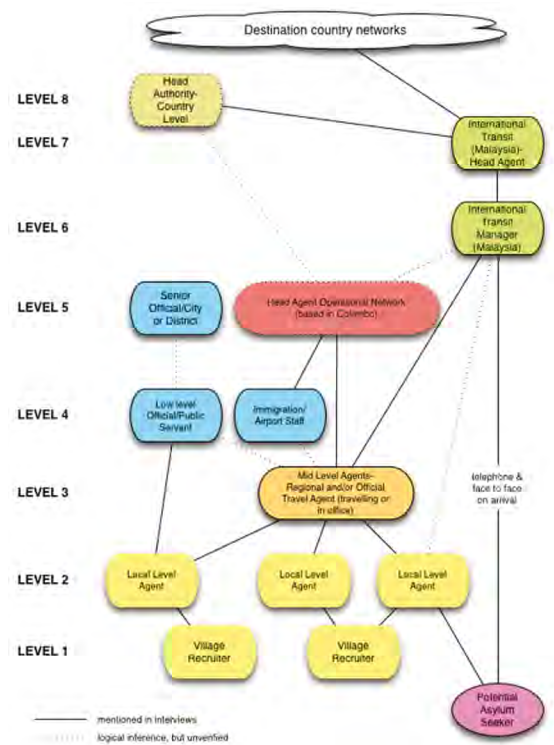 Destination country networks
LEVEL 8
Head
Authority-
Country
Level
LEVEL 7
International
Transit
(Malaysia)-
Head Agent
LEVEL 6
International
Transit
Manager
(Malaysia)
LEVEL 5
Senior
Official/City
or District
Head Agent Operational Network
(based in Colombo)
LEVEL 4
Low level
Official/Public
Servant
Immigration/
Airport Staff
LEVEL 3
Mid Level Agents-
Regional and/or Official
Travel Agent (travelling or
in office)
telephone &
face to face
on arrival
LEVEL 2
Local Level
Agent
Local Level
Agent
Local Level
Agent
LEVEL 1
Village
Recruiter
Village
Recruiter
Potential
Asylum
Seeker
mentioned in interviews
logical inference, but unverified